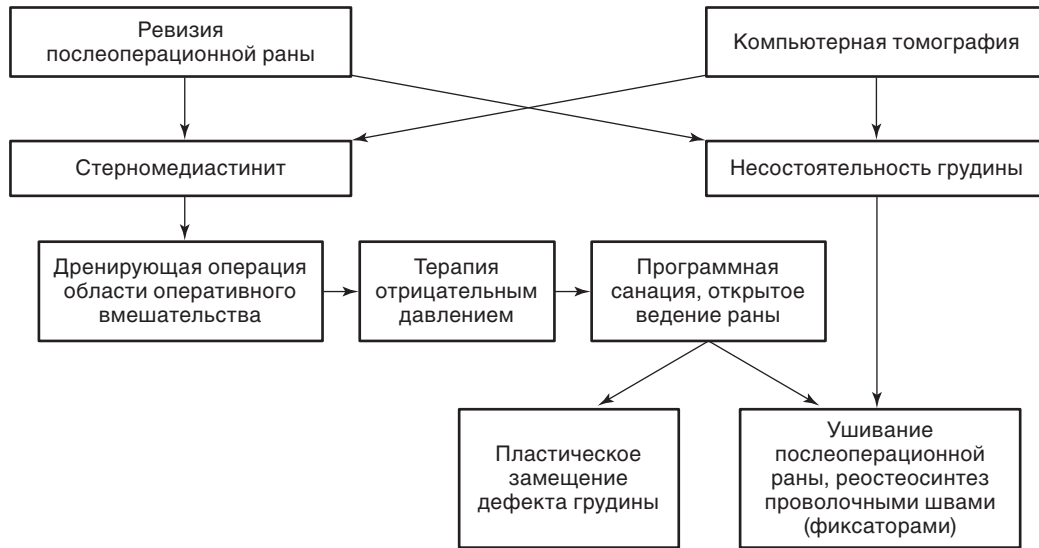 Ревизия
послеоперационной раны
Компьютерная томография
Стерномедиастинит
Несостоятельность грудины
Дренирующая операция
области оперативного
вмешательства
Терапия
отрицательным
давлением
Программная
санация, открытое
ведение раны
Пластическое
замещение
дефекта грудины
Ушивание
послеоперационной
раны, реостеосинтез
проволочными швами
(фиксаторами)